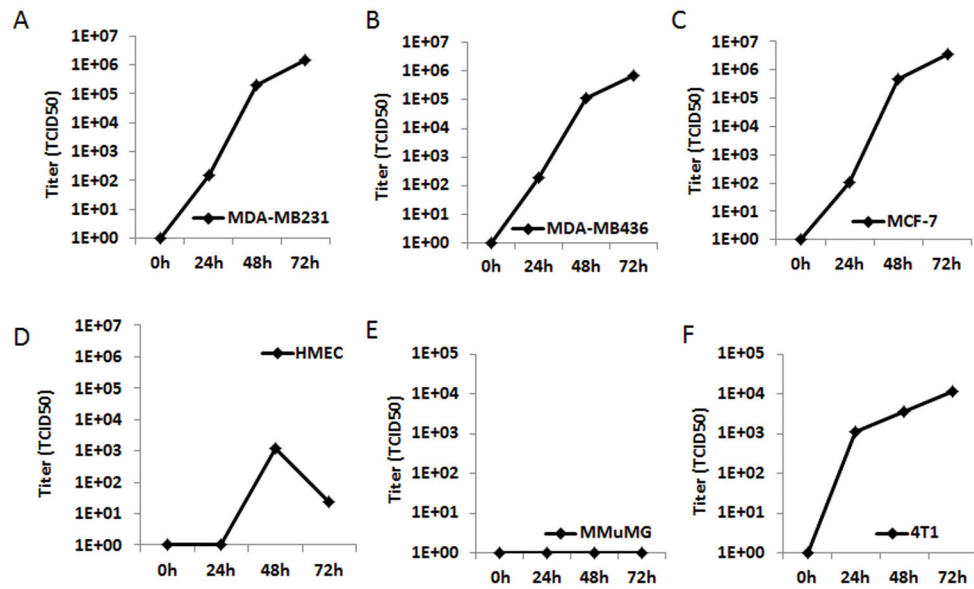 A
1E+07
1E+06
1E+05
1E+04
1E+03
1E+02
1E+01
1E+00
Titer (TCID50)
MDA-MB231
0h 24h 48h 72h
B
1E+07
1E+06
1E+05
1E+04
1E+03
1E+02
1E+01
1E+00
Titer (TCID50)
MDA-MB436
0h 24h 48h 72h
C
1E+07
1E+06
1E+05
1E+04
1E+03
1E+02
1E+01
1E+00
Titer (TCID50)
MCF-7
0h 24h 48h 72h
D
1E+07
1E+06
1E+05
1E+04
1E+03
1E+02
1E+01
1E+00
Titer (TCID50)
HMEC
0h 24h 48h 72h
E
1E+05
1E+04
1E+03
1E+02
1E+01
1E+00
Titer (TCID50)
MMuMG
0h 24h 48h 72h
F
1E+05
1E+04
1E+03
1E+02
1E+01
1E+00
Titer (TCID50)
4T1
0h 24h 48h 72h